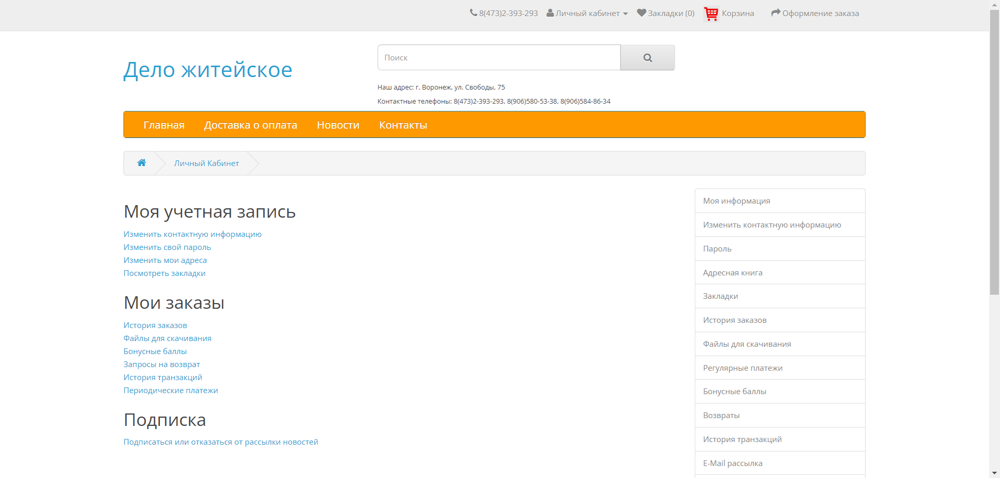 8(473)2-393-293 Личный кабинет Закладки (0) Корзина Оформление заказа
Дело житейское
Поиск
Наш адрес: г. Воронеж, ул. Свободы, 75
Контактные телефоны: 8(473)2-393-293, 8(906)580-53-38, 8(906)584-86-34
Главная Доставка о оплата Новости Контакты
Личный Кабинет
Моя учетная запись
Изменить контактную информацию
Изменить свой пароль
Изменить мои адреса
Посмотреть закладки
Мои заказы
История заказов
Файлы для скачивания
Бонусные баллы
Запросы на возврат
История транзакций
Периодические платежи
Подписка
Подписаться или отказаться от рассылки новостей
Моя информация
Изменить контактную информацию
Пароль
Адресная книга
Закладки
История заказов
Файлы для скачивания
Регулярные платежи
Бонусные баллы
Возвраты
История транзакций
E-Mail рассылка